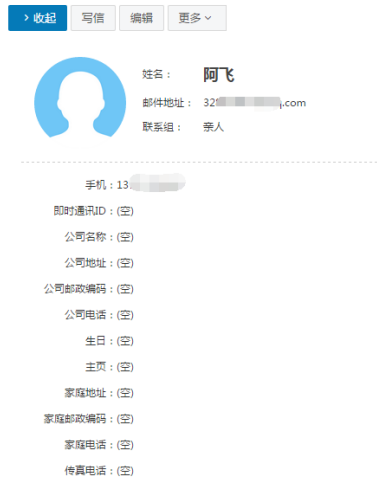 收起 写信 编辑 更多
姓名： 阿飞
邮件地址： 32 .com
联系组： 亲人
手机：13
即时通讯ID：(空)
公司名称：(空)
公司地址：(空)
公司邮政编码：(空)
公司电话：(空)
生日：(空)
主页：(空)
家庭地址：(空)
家庭邮政编码：(空)
家庭电话：(空)
传真电话：(空)